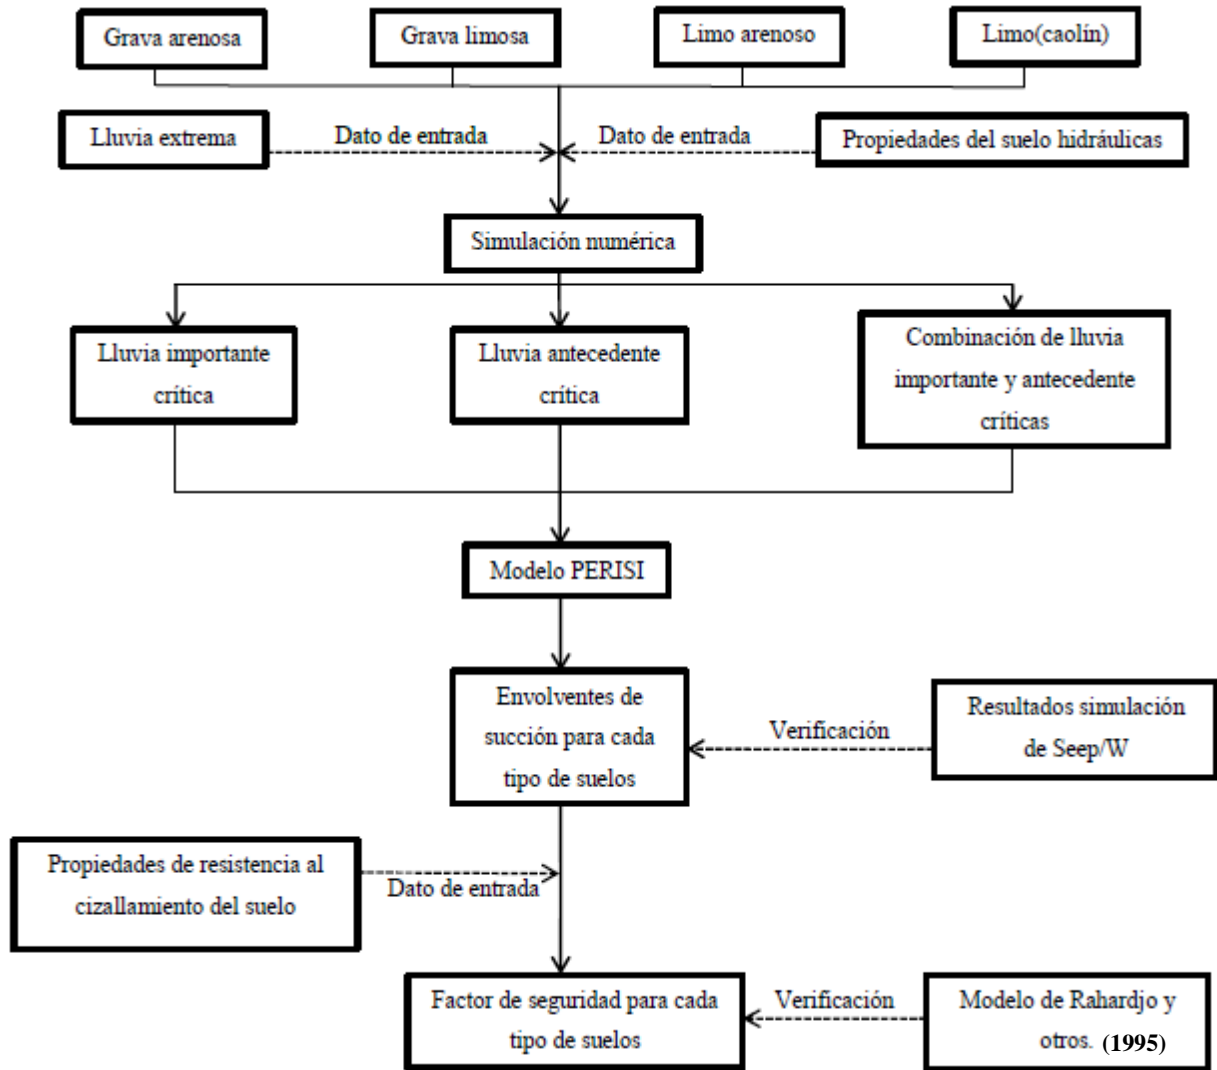 Grava arenosa
Grava limosa
Limo arenoso
Limo(caolín)
Lluvia extrema
Dato de entrada
Dato de entrada
Propiedades del suelo hidráulicas
Simulación numérica
Lluvia importante
crítica
Lluvia antecedente
crítica
Combinación de lluvia
importante y antecedente
críticas
Modelo PERISI
Envolventes de
succión para cada
tipo de suelos
Verificación
Resultados simulación
de Seep/W
Propiedades de resistencia al
cizallamiento del suelo
Dato de entrada
Factor de seguridad para cada
tipo de suelos
Verificación
Modelo de Rahardjo y
otros. (1995)